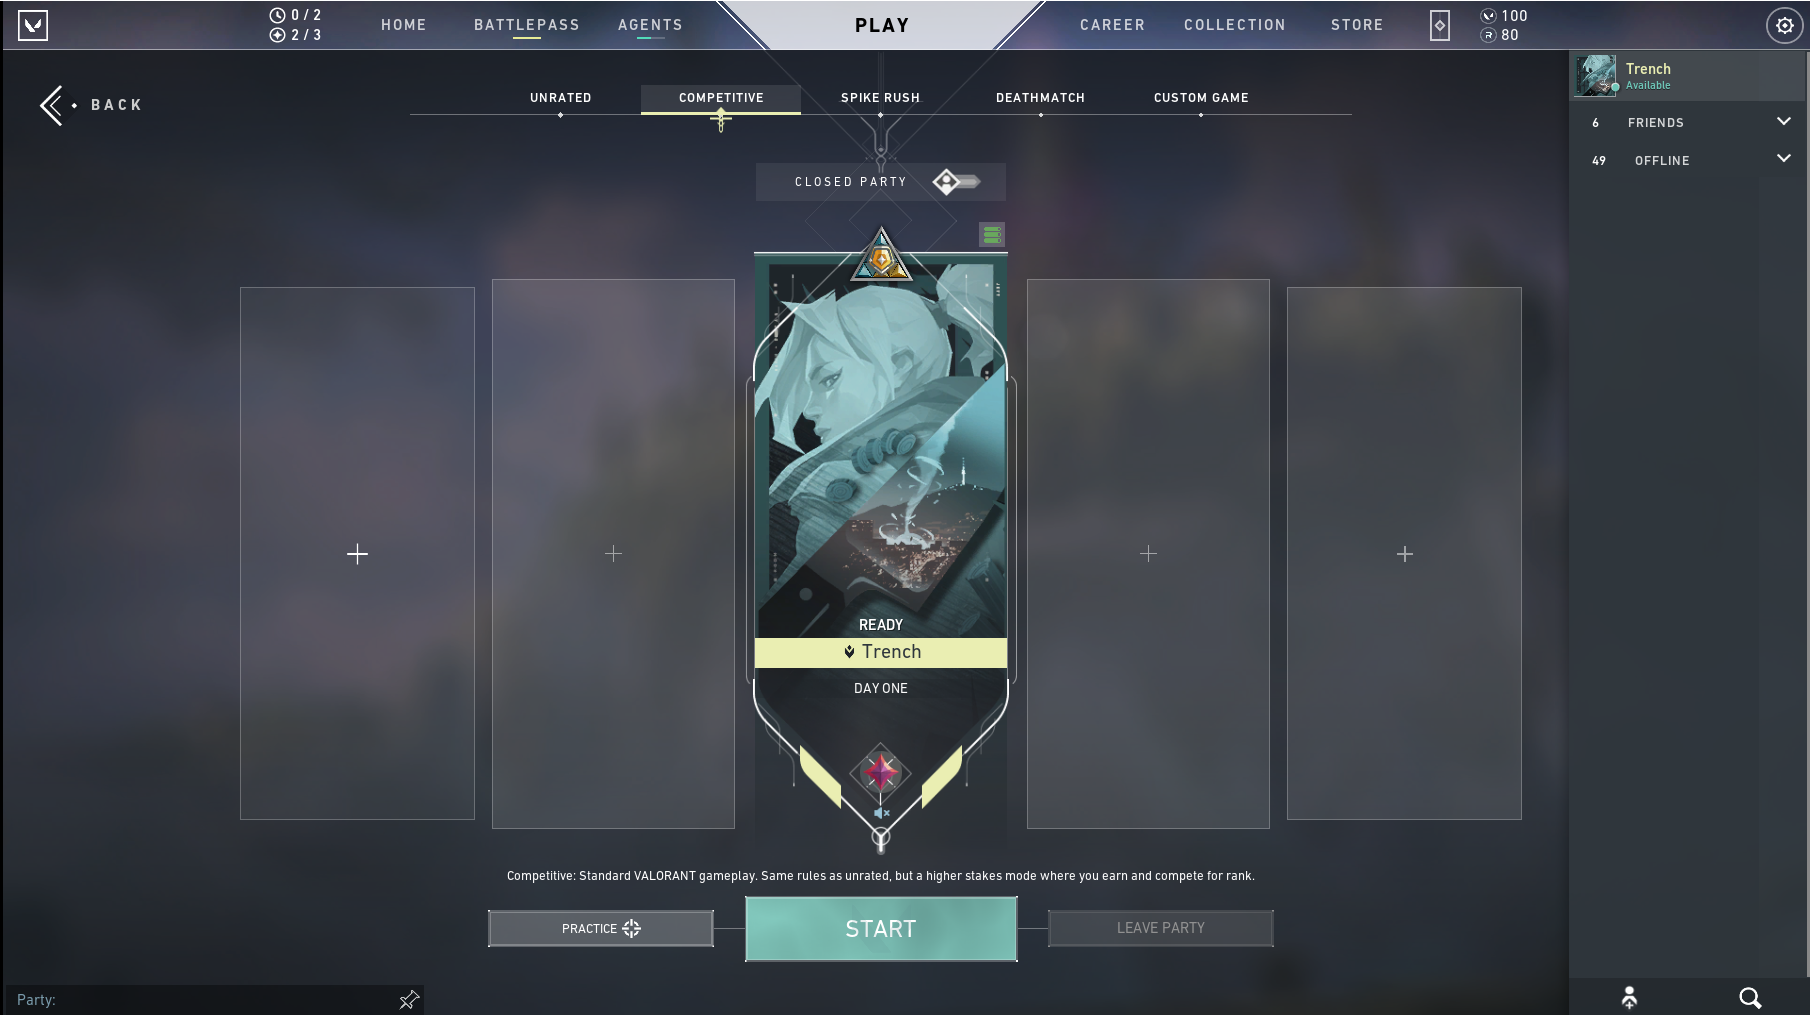 0 / 2
2 / 3
HOME
BATTLEPASS
AGENTS
PLAY
CAREER
COLLECTION
STORE
100
80
BACK
UNRATED
COMPETITIVE
SPIKE RUSH
DEATHMATCH
CUSTOM GAME
Trench
Available
6 FRIENDS
49 OFFLINE
CLOSED PARTY
READY
Trench
DAY ONE
Competitive: Standard VALORANT gameplay. Same rules as unrated, but a higher stakes mode where you earn and compete for rank.
PRACTICE
START
LEAVE PARTY
Party: